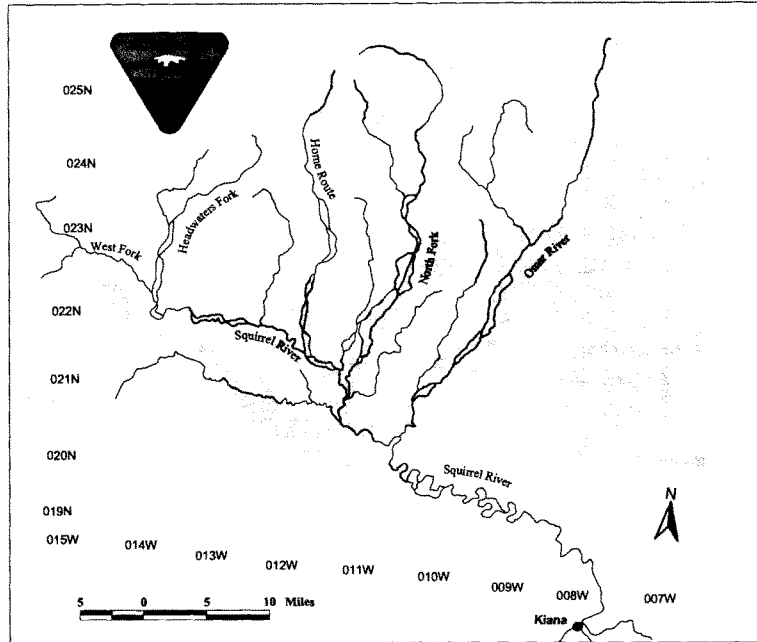 025N
024N
023N
022N
021N
020N
019N
015W
014W
013W
012W
011W
010W
009W
008W
007W
Home Route
Headwaters Fork
West Fork
North Fork
Omar River
Squirrel River
Squirrel River
N
Kiana
5 0 5 10 Miles